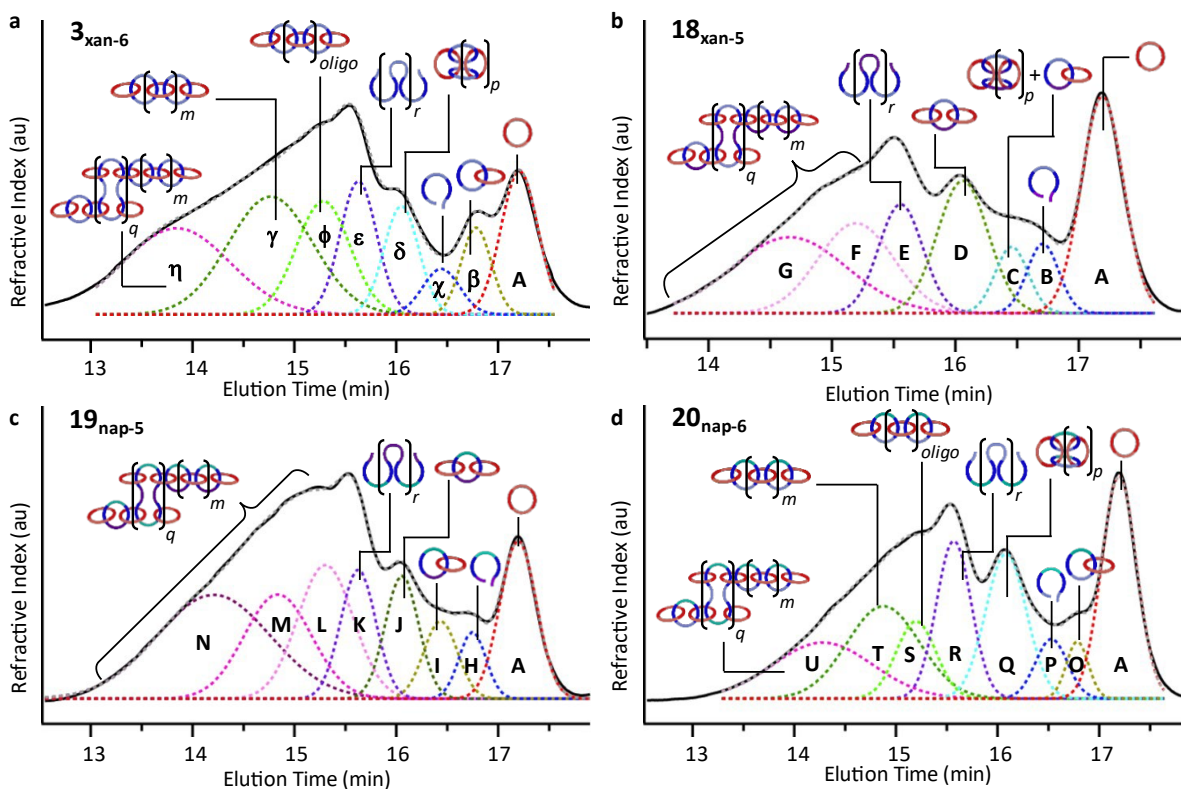 a
3xan-6
oligo
m
r
p
m
q
η
γ
ϕ
ε
δ
χ
β
A
Refractive Index (au)
13
14
15
16
17
Elution Time (min)
b
18xan-5
r
p
+
m
q
G
F
E
D
C
B
A
Refractive Index (au)
14
15
16
17
Elution Time (min)
c
19nap-5
r
m
q
N
M
L
K
J
I
H
A
Refractive Index (au)
13
14
15
16
17
Elution Time (min)
d
20nap-6
oligo
r
p
m
m
q
U
T
S
R
Q
P
O
A
Refractive Index (au)
13
14
15
16
17
Elution Time (min)